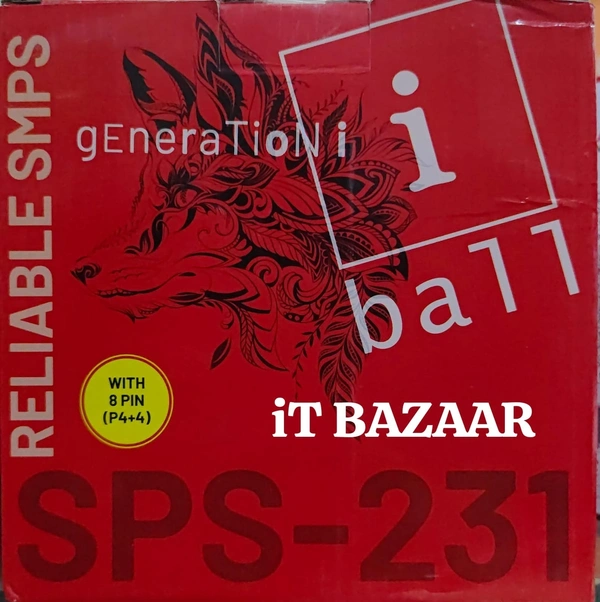 RELIABLE SMPS
gEneraTioN i
i
ball
WITH
8 PIN
(P4+4)
iT BAZAAR
SPS-231